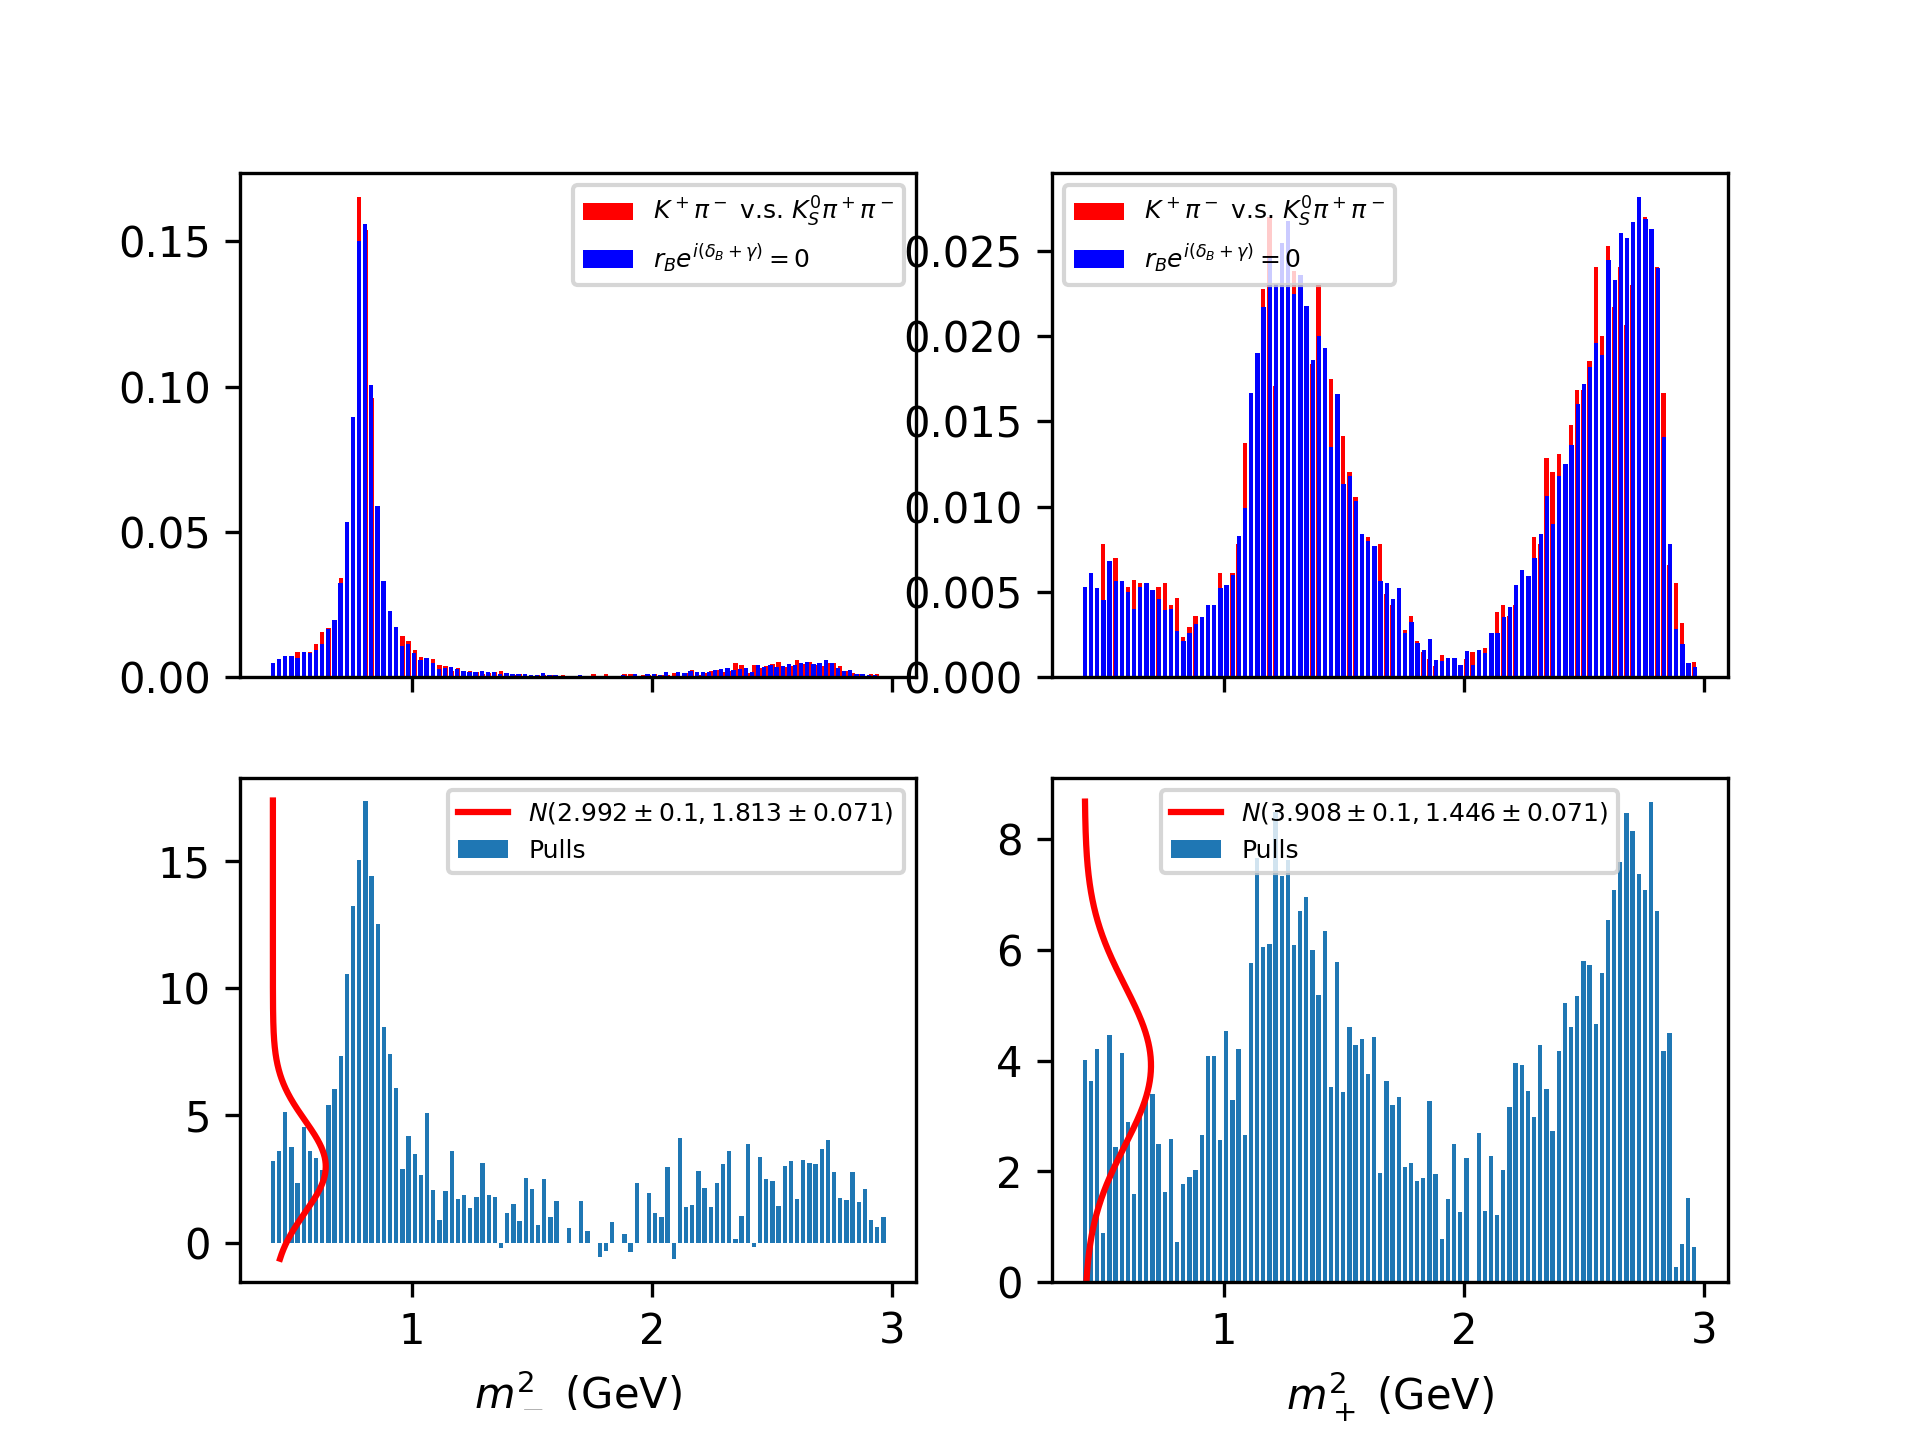 K⁺π⁻ v.s. K⁰_Sπ⁺π⁻
r_B e^{i(δ_B+γ)} = 0
0.15
0.10
0.05
0.00
K⁺π⁻ v.s. K⁰_Sπ⁺π⁻
r_B e^{i(δ_B+γ)} = 0
0.025
0.020
0.015
0.010
0.005
0.000
N(2.992 ± 0.1, 1.813 ± 0.071)
Pulls
15
10
5
0
1 2 3
m²₋ (GeV)
N(3.908 ± 0.1, 1.446 ± 0.071)
Pulls
8
6
4
2
0
1 2 3
m²₊ (GeV)